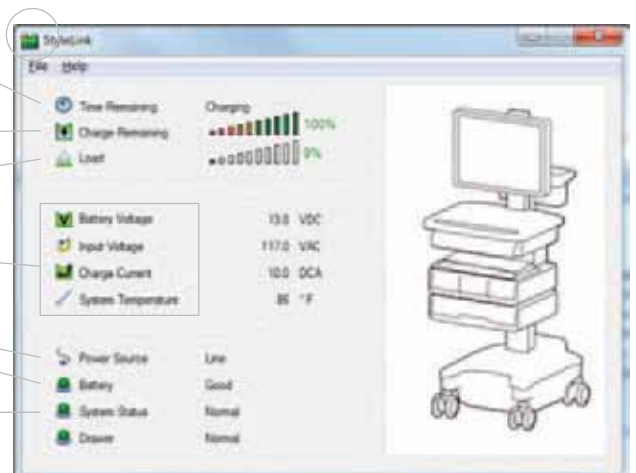 StyleLink
File Help
Time Remaining Charging
Charge Remaining 100%
Load 9%
Battery Voltage 13.0 VDC
Input Voltage 117.0 VAC
Charge Current 10.0 DCA
System Temperature 86 °F
Power Source Line
Battery Good
System Status Normal
Drawer Normal